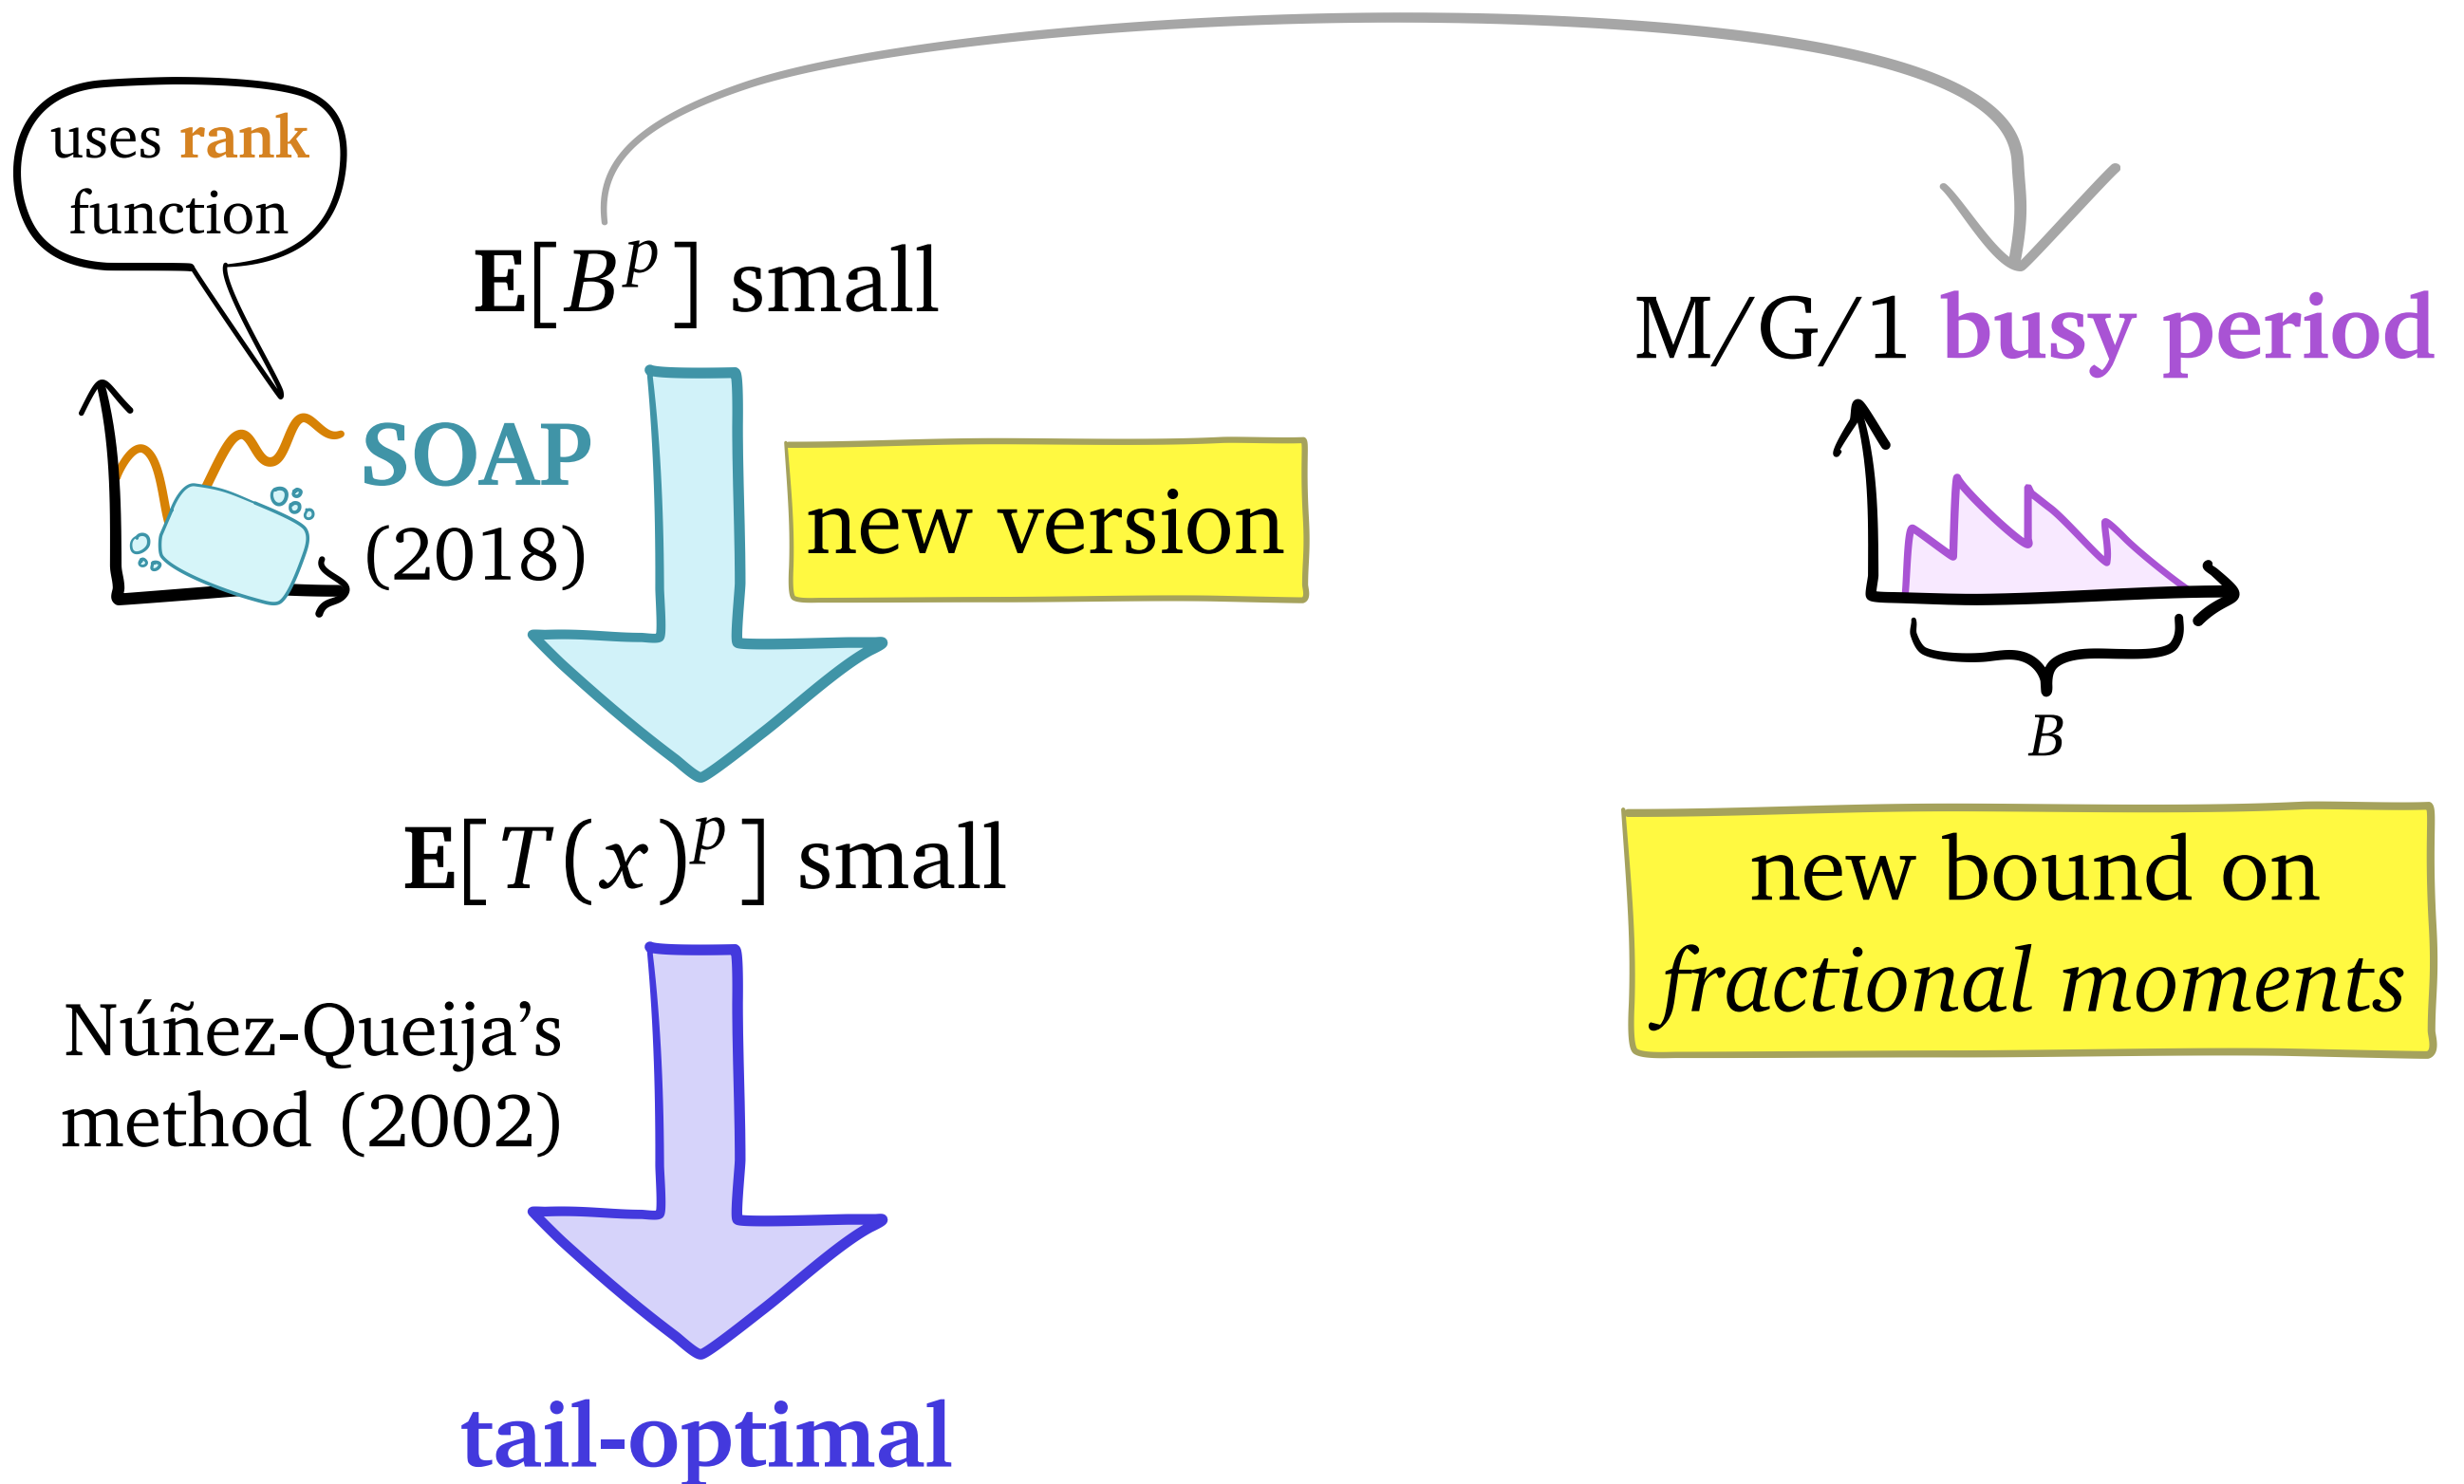 uses rank
function
E[B^p] small
M/G/1 busy period
SOAP
(2018)
new version
B
E[T(x)^p] small
new bound on
fractional moments
Núñez-Queija’s
method (2002)
tail-optimal